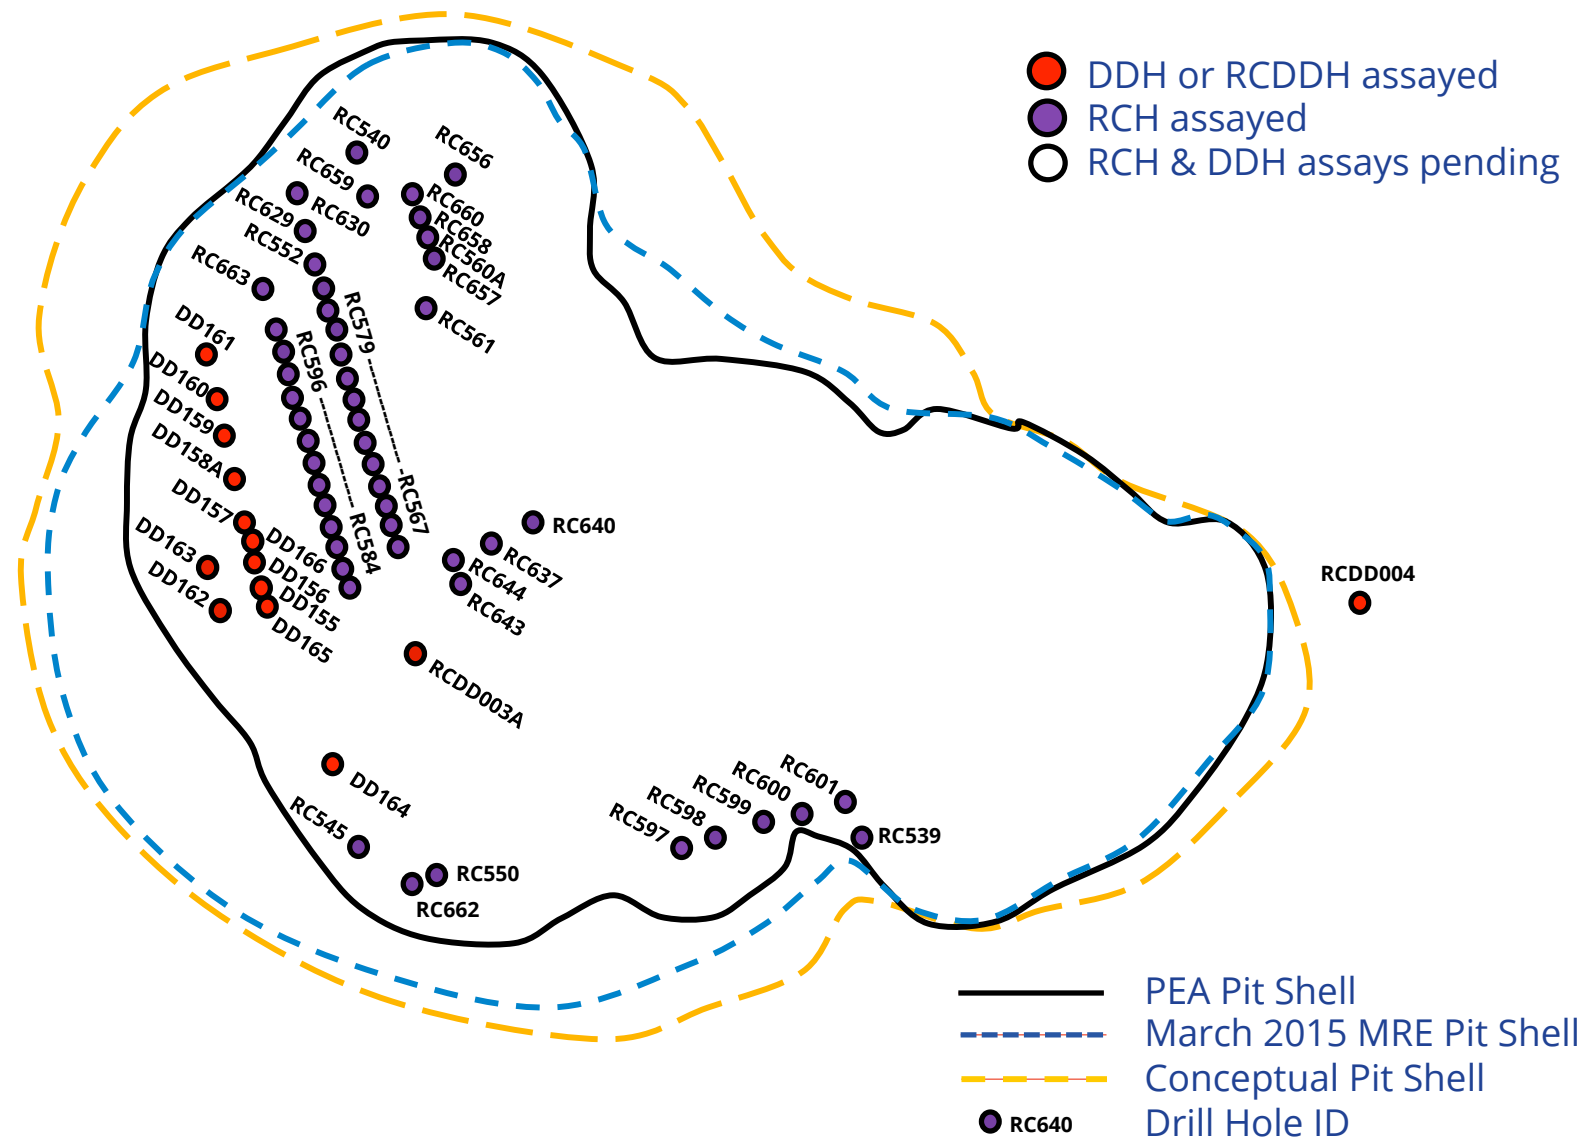 DDH or RCDDH assayed
RCH assayed
RCH & DDH assays pending
RC540
RC656
RC659
RC660
RC629
RC630
RC658
RC552
RC560A
RC663
RC657
RC579
RC561
DD161
RC596
DD160
DD159
DD158A
DD157
RC567
RC584
RC640
DD163
DD166
RC637
DD162
DD156
RC644
RCDD004
DD155
RC643
DD165
RCDD003A
DD164
RC601
RC600
RC599
RC598
RC597
RC545
RC539
RC550
RC662
PEA Pit Shell
March 2015 MRE Pit Shell
Conceptual Pit Shell
RC640 Drill Hole ID